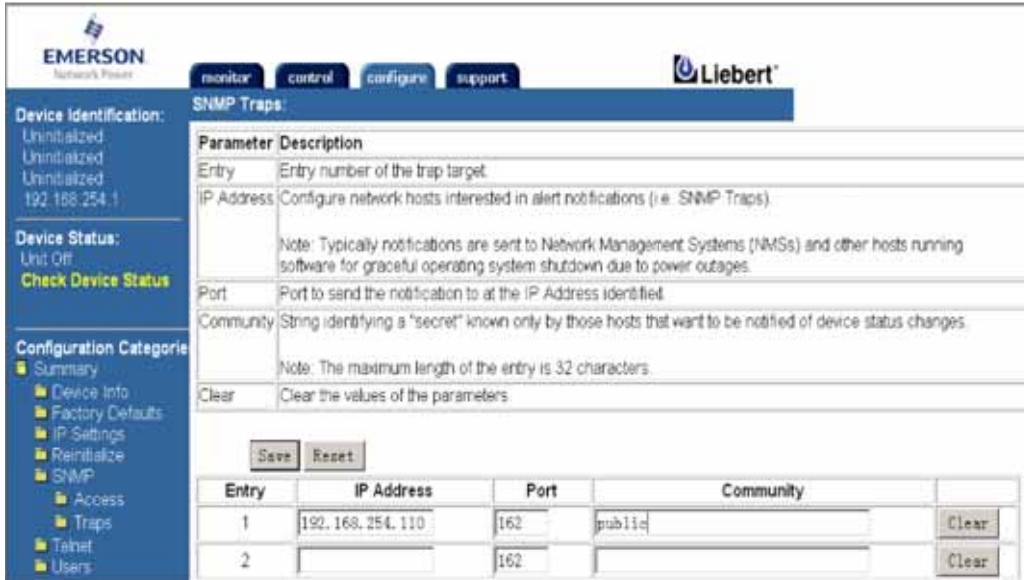 EMERSON
Network Power
monitor control configure support
Liebert
Device Identification:
Uninitialized
Uninitialized
Uninitialized
192.168.254.1
Device Status:
Unit Off
Check Device Status
Configuration Categorie
Summary
Device Info
Factory Defaults
IP Settings
Reinitialize
SNMP
Access
Traps
Telnet
Users
SNMP Traps:
Parameter Description
Entry Entry number of the trap target.
IP Address Configure network hosts interested in alert notifications (i.e. SNMP Traps).
Note: Typically notifications are sent to Network Management Systems (NMSs) and other hosts running
software for graceful operating system shutdown due to power outages.
Port Port to send the notification to at the IP Address identified.
Community String identifying a "secret" known only by those hosts that want to be notified of device status changes.
Note: The maximum length of the entry is 32 characters.
Clear Clear the values of the parameters.
Save Reset
Entry IP Address Port Community
1 192.168.254.110 162 public Clear
2 162 Clear